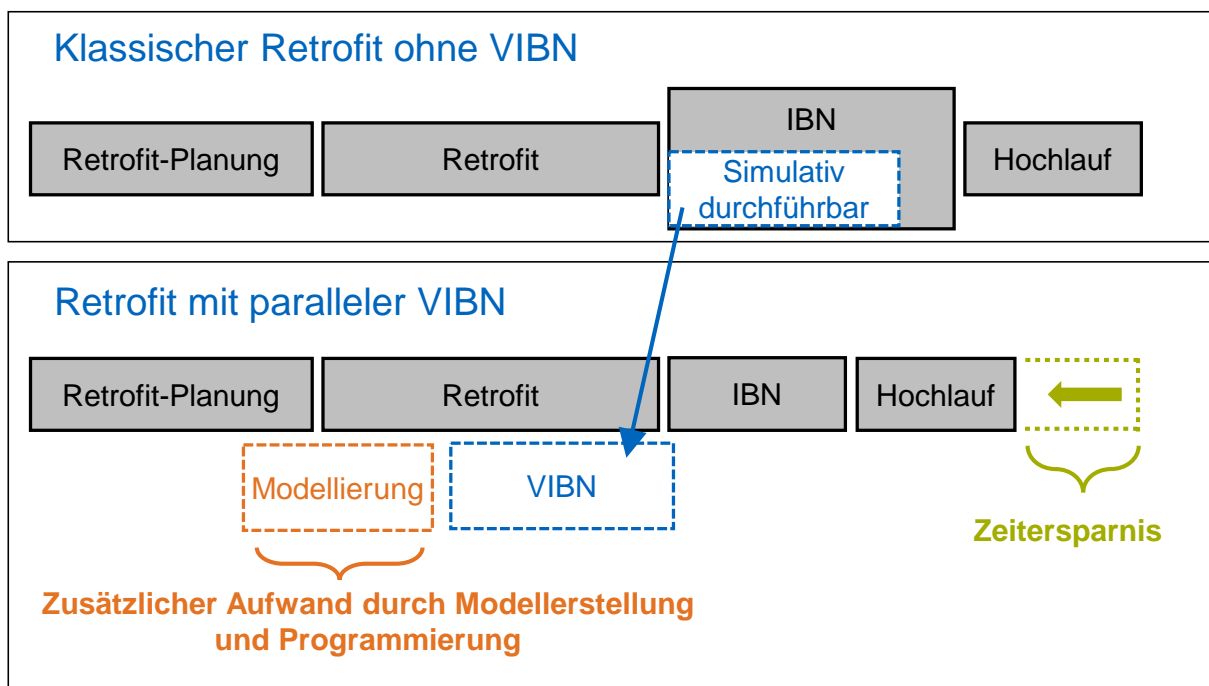 Klassischer Retrofit ohne VIBN
IBN
Retrofit-Planung
Retrofit
Hochlauf
Simulativ
durchführbar
Retrofit mit paralleler VIBN
Retrofit-Planung
Retrofit
IBN
Hochlauf
Modellierung
VIBN
Zeitersparnis
Zusätzlicher Aufwand durch Modellerstellung
und Programmierung